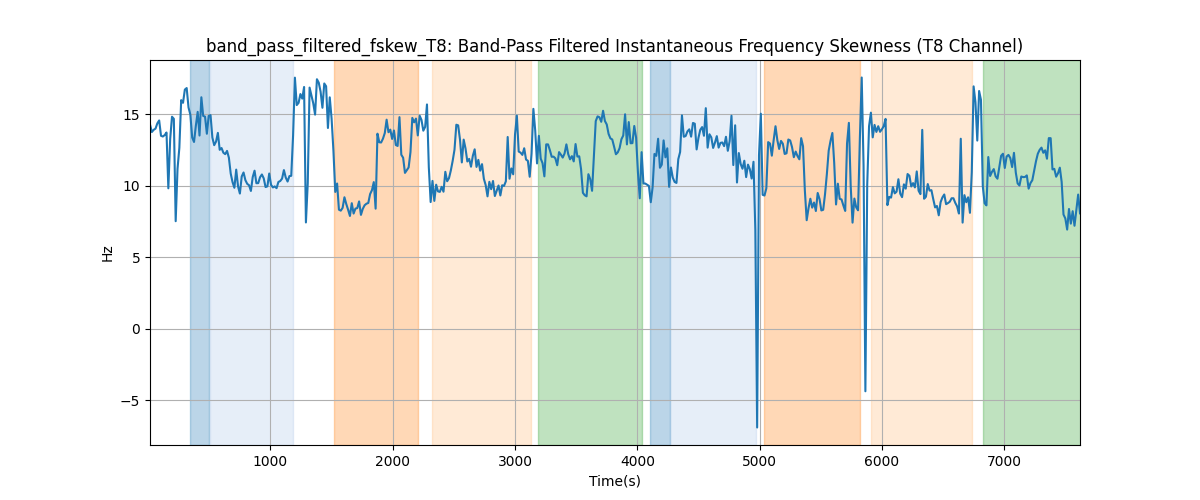 band_pass_filtered_fskew_T8: Band-Pass Filtered Instantaneous Frequency Skewness (T8 Channel)
15
10
5
0
−5
Hz
1000 2000 3000 4000 5000 6000 7000
Time(s)